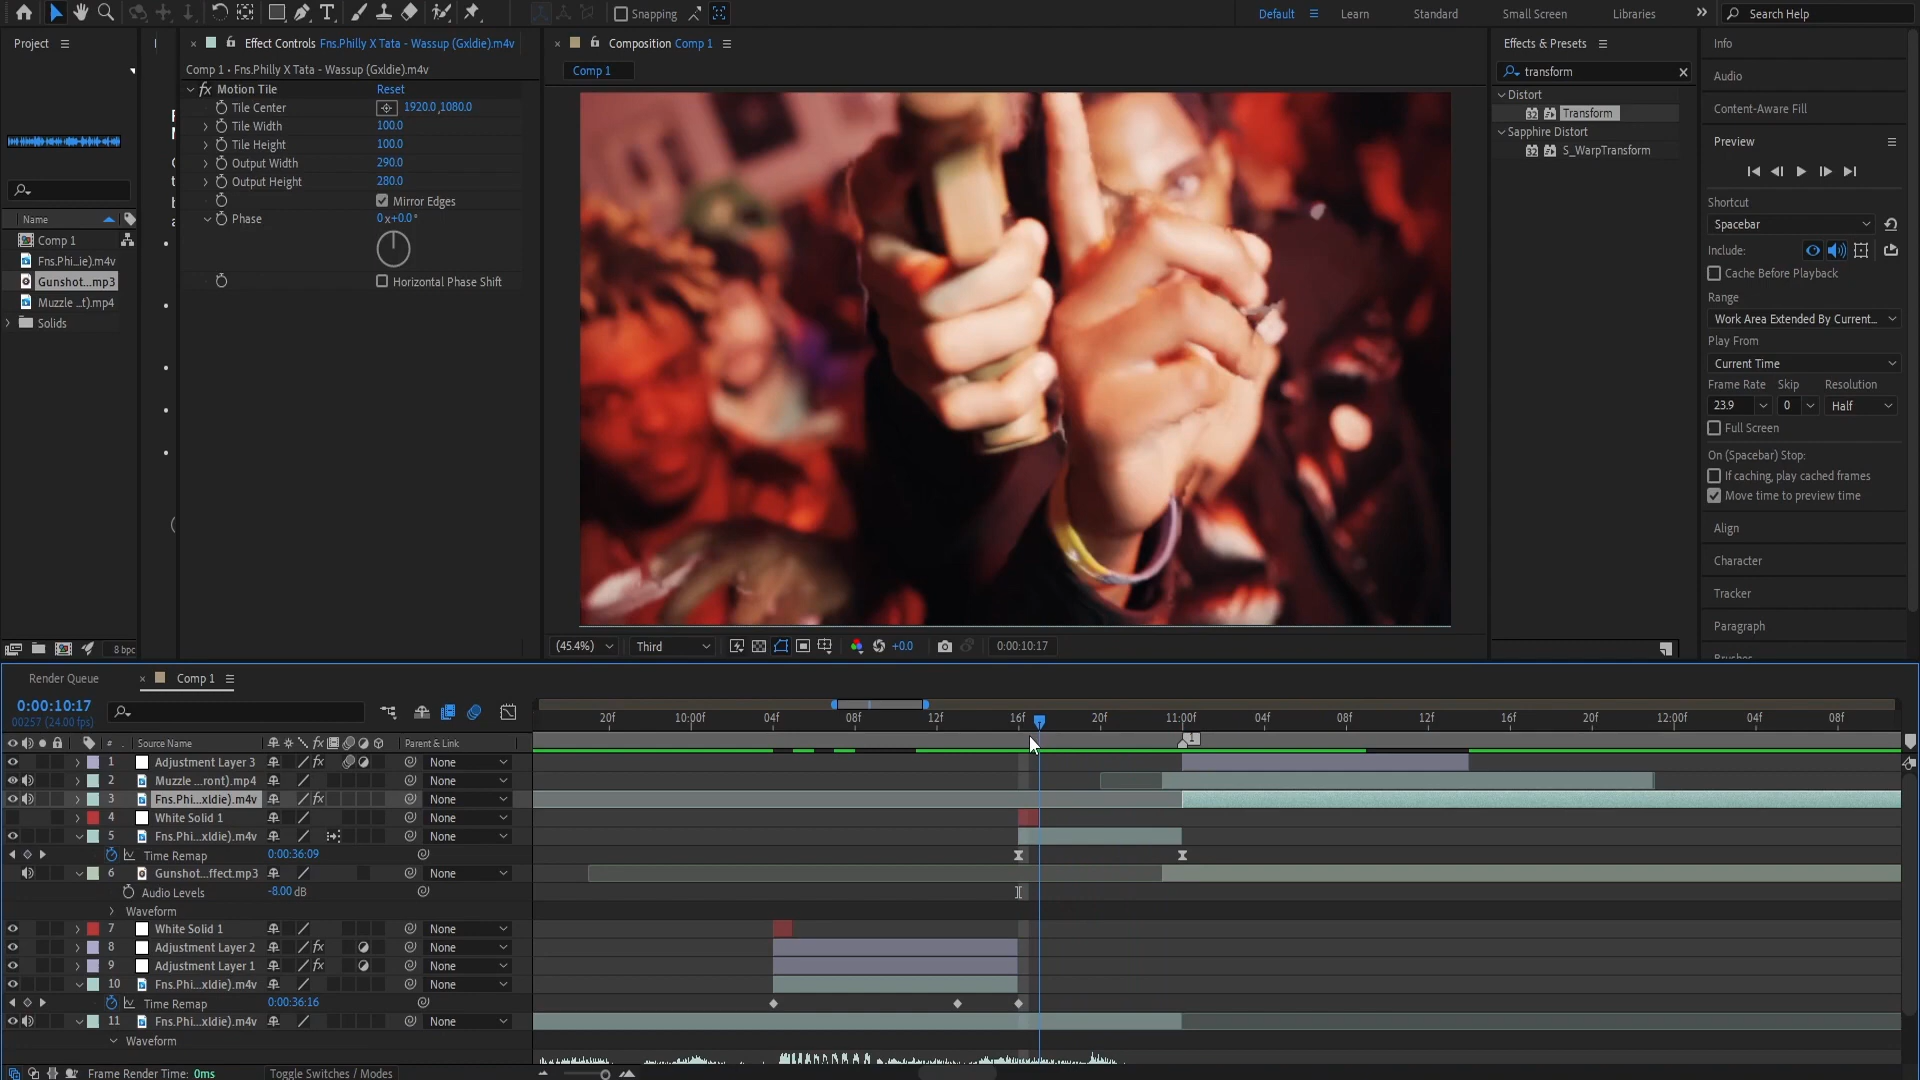 Snapping
Default
Learn
Standard
Small Screen
Libraries
Search Help
Project
Effect Controls Fns.Philly X Tata - Wassup (Gxldie).m4v
Composition Comp 1
Effects & Presets
Info
Comp 1 • Fns.Philly X Tata - Wassup (Gxldie).m4v
Comp 1
transform
Audio
fx Motion Tile Reset
Tile Center 1920.0,1080.0
Tile Width 100.0
Tile Height 100.0
Output Width 290.0
Output Height 280.0
Mirror Edges
Phase 0x+0.0°
Horizontal Phase Shift
Distort
32 Transform
Sapphire Distort
32 S_WarpTransform
Content-Aware Fill
Preview
Shortcut
Spacebar
Include:
Cache Before Playback
Range
Work Area Extended By Current...
Play From
Current Time
Frame Rate Skip Resolution
23.9 0 Half
Full Screen
On (Spacebar) Stop:
If caching, play cached frames
Move time to preview time
Align
Character
Tracker
Paragraph
Name
Comp 1
Fns.Phi...ie).m4v
Gunshot...mp3
Muzzle ...t).mp4
Solids
8 bpc
(45.4%) Third +0.0 0:00:10:17
Render Queue
Comp 1
0:00:10:17
00257 (24.00 fps)
20f 10:00f 04f 08f 12f 16f 20f 11:00f 04f 08f 12f 16f 20f 12:00f 04f 08f
# Source Name fx Parent & Link
1
1 Adjustment Layer 3 fx None
2 Muzzle ...ront).mp4 None
3 Fns.Phi...xldie).m4v fx None
4 White Solid 1 None
5 Fns.Phi...xldie).m4v None
Time Remap 0:00:36:09
6 Gunshot...ffect.mp3 None
Audio Levels -8.00 dB
Waveform
7 White Solid 1 None
8 Adjustment Layer 2 fx None
9 Adjustment Layer 1 fx None
10 Fns.Phi...xldie).m4v None
Time Remap 0:00:36:16
11 Fns.Phi...xldie).m4v None
Waveform
Frame Render Time: 0ms
Toggle Switches / Modes